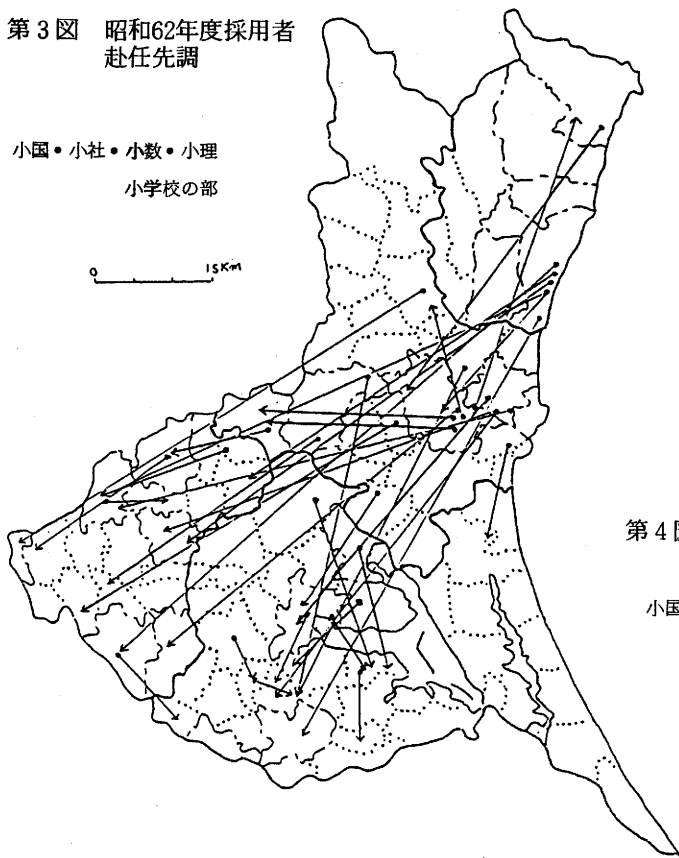 第3図 昭和62年度採用者
赴任先調
小国・小社・小数・小理
小学校の部
0 15Km
第4図
小国